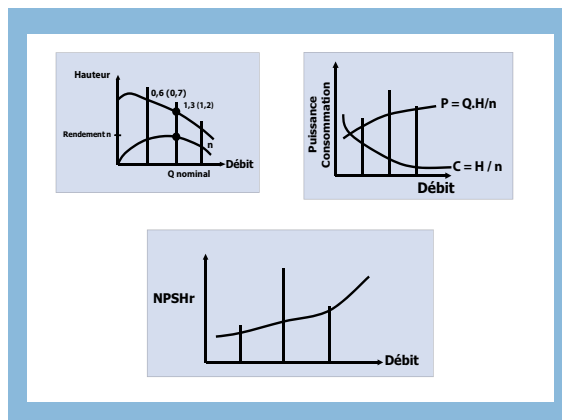 Hauteur
0,6 (0,7)
1,3 (1,2)
Rendement n
n
Débit
Q nominal
Puissance
Consommation
P = Q.H/n
C = H / n
Débit
NPSHr
Débit